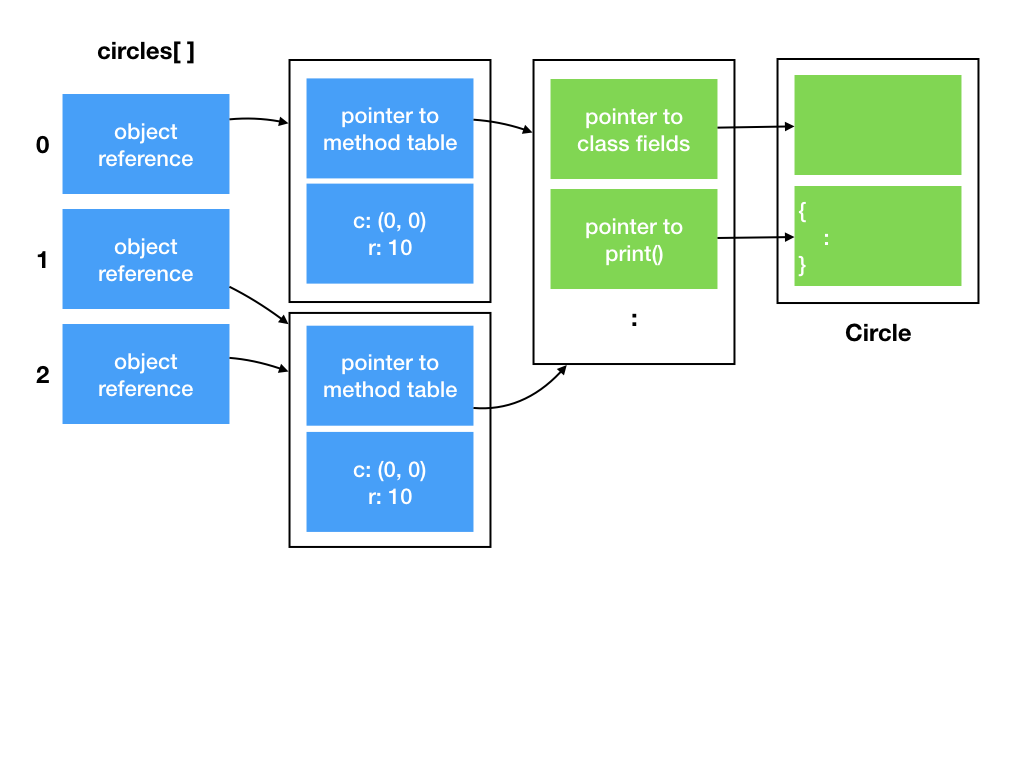 circles[ ]
0
object
reference
1
object
reference
2
object
reference
pointer to
method table
c: (0, 0)
r: 10
pointer to
method table
c: (0, 0)
r: 10
pointer to
class fields
pointer to
print()
:
{
:
}
Circle